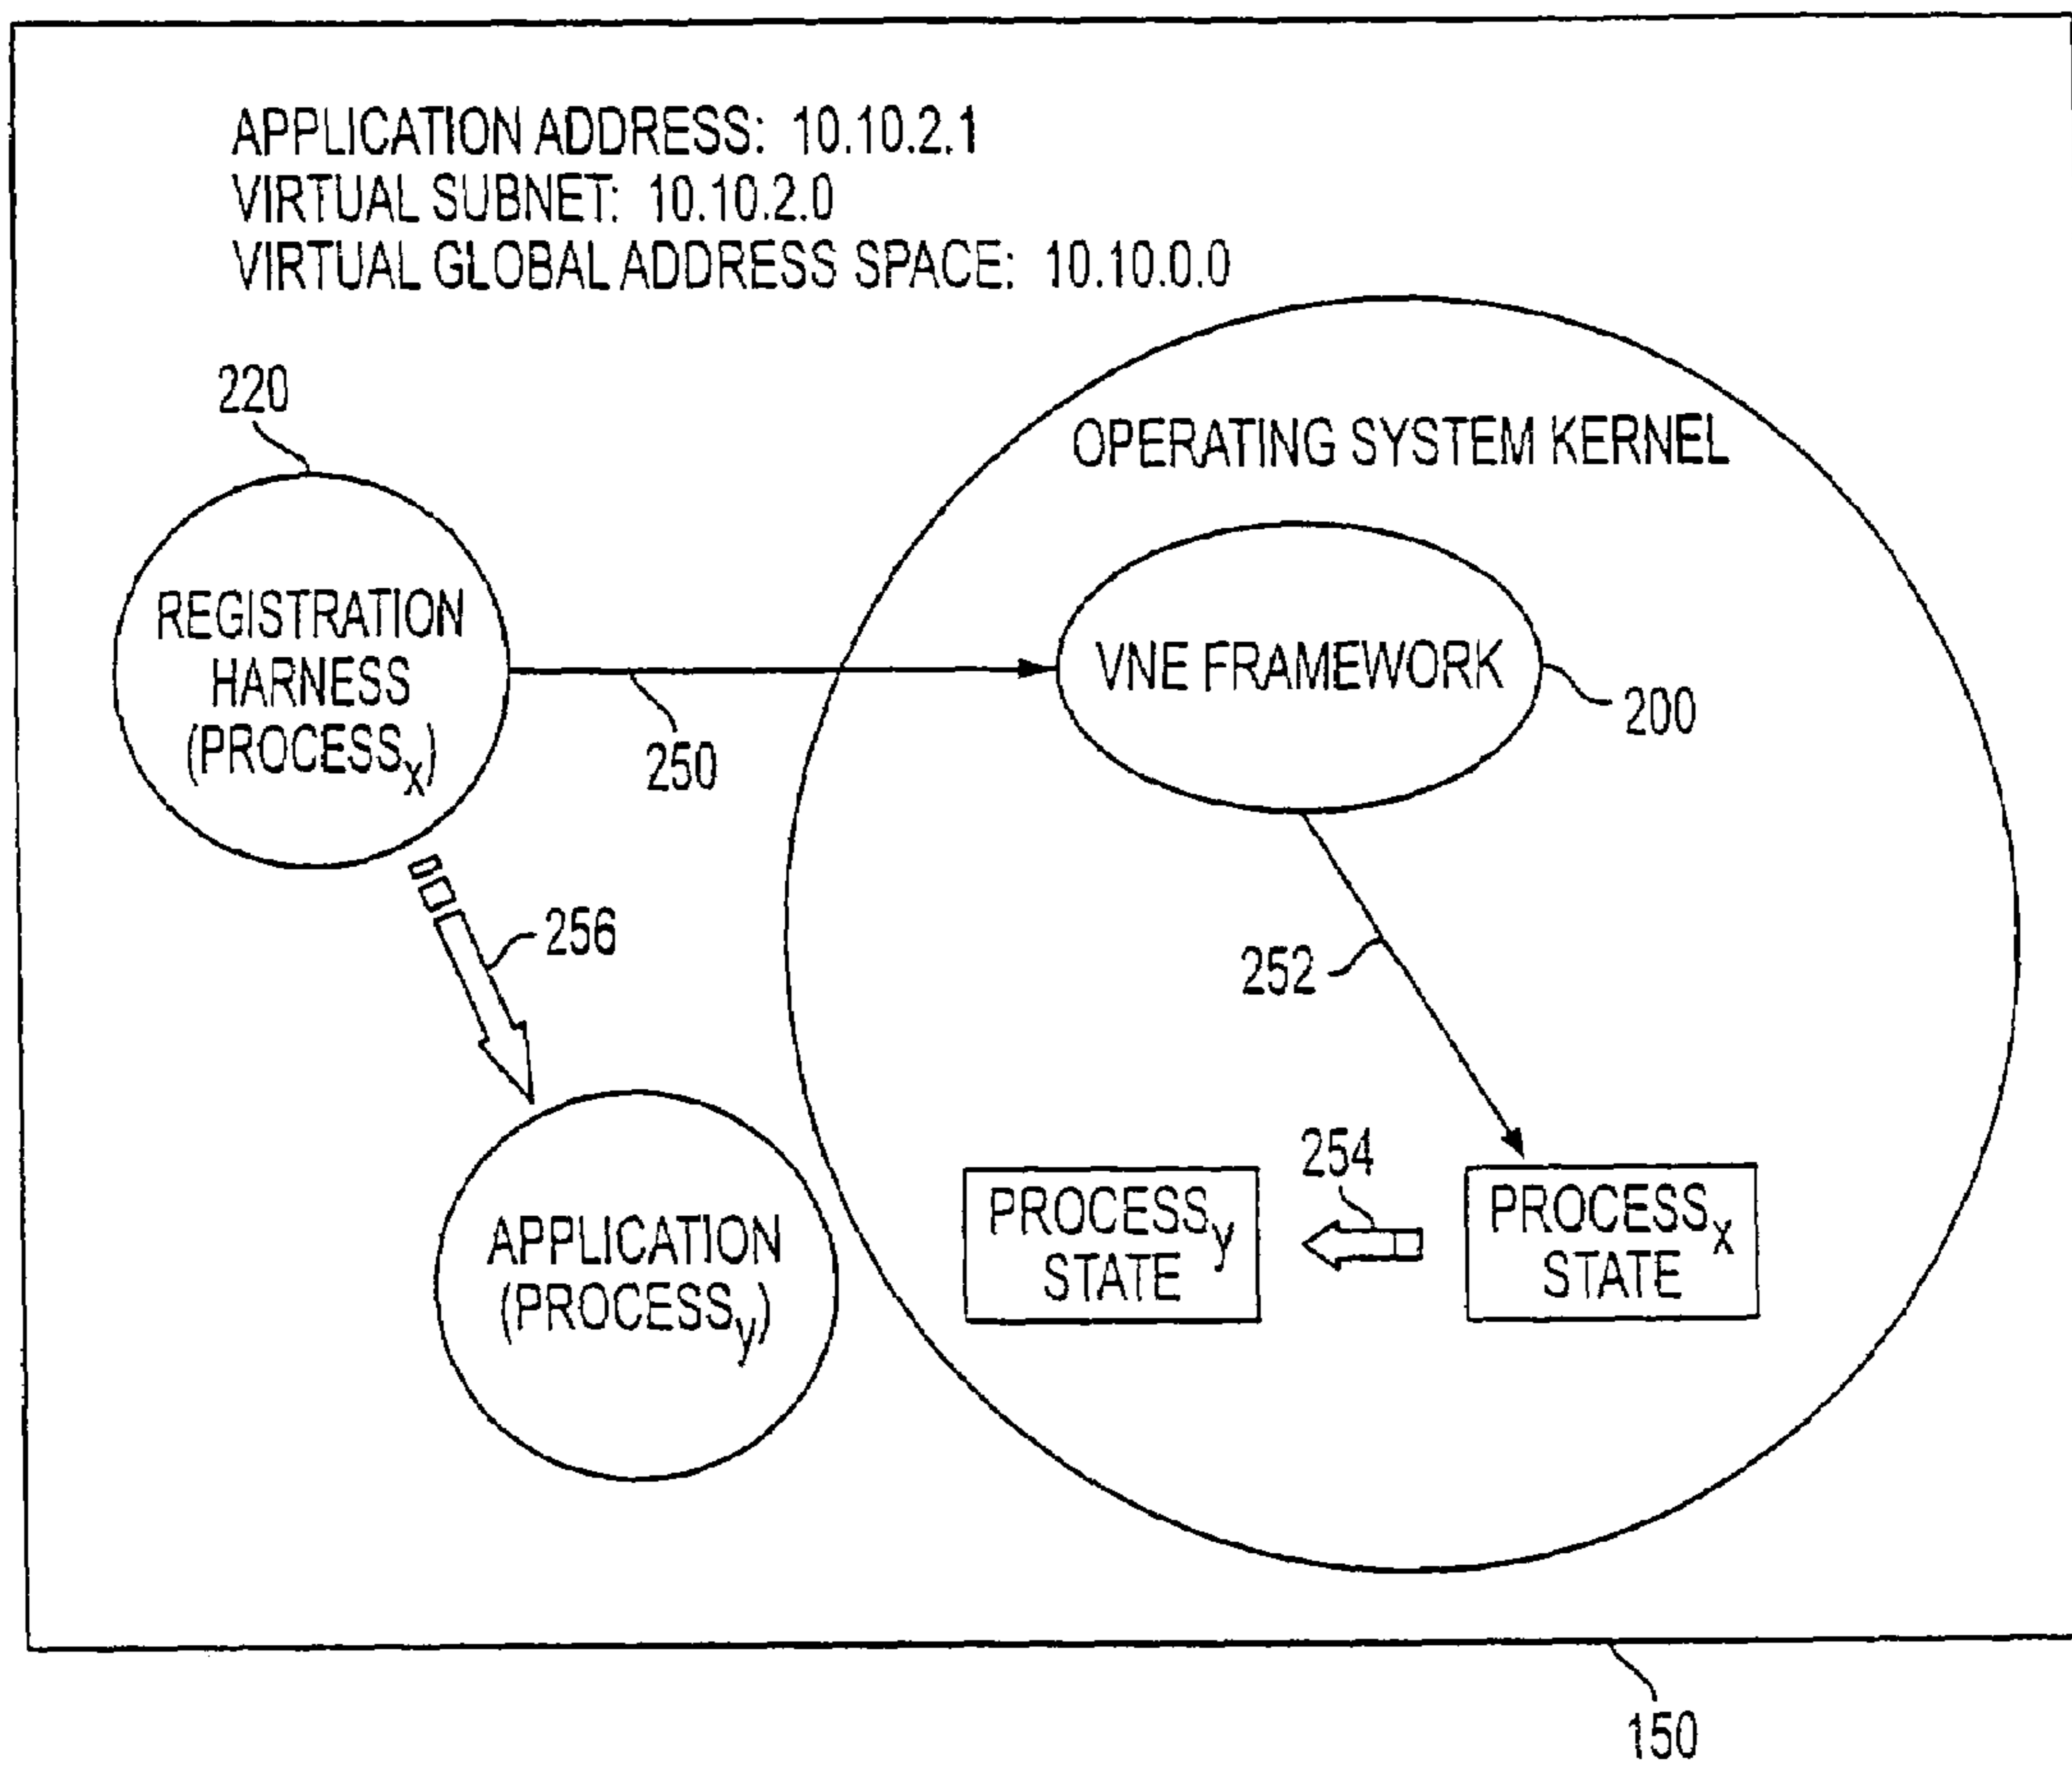 APPLICATION ADDRESS: 10.10.2.1
VIRTUAL SUBNET: 10.10.2.0
VIRTUAL GLOBAL ADDRESS SPACE: 10.10.0.0
220
OPERATING SYSTEM KERNEL
REGISTRATION
HARNESS
(PROCESSX)
VNE FRAMEWORK
200
250
256
252
254
PROCESSy
STATE
PROCESSX
STATE
APPLICATION
(PROCESSy)
150